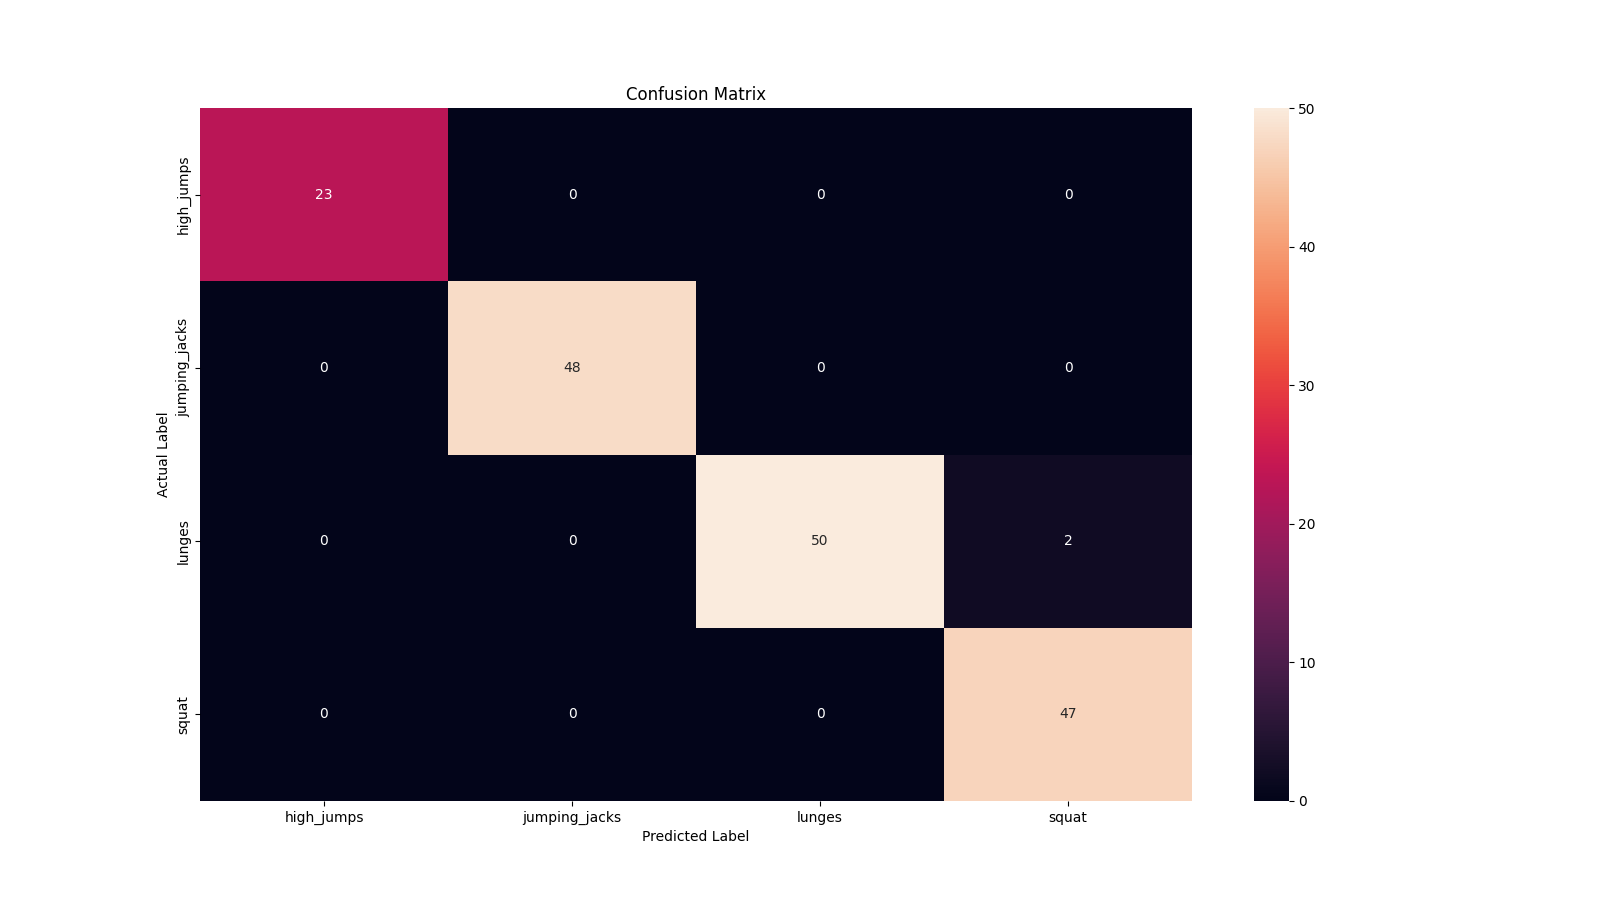 Confusion Matrix
Actual Label
high_jumps
23 0 0 0
jumping_jacks
0 48 0 0
lunges
0 0 50 2
squat
0 0 0 47
high_jumps jumping_jacks lunges squat
Predicted Label
50
40
30
20
10
0